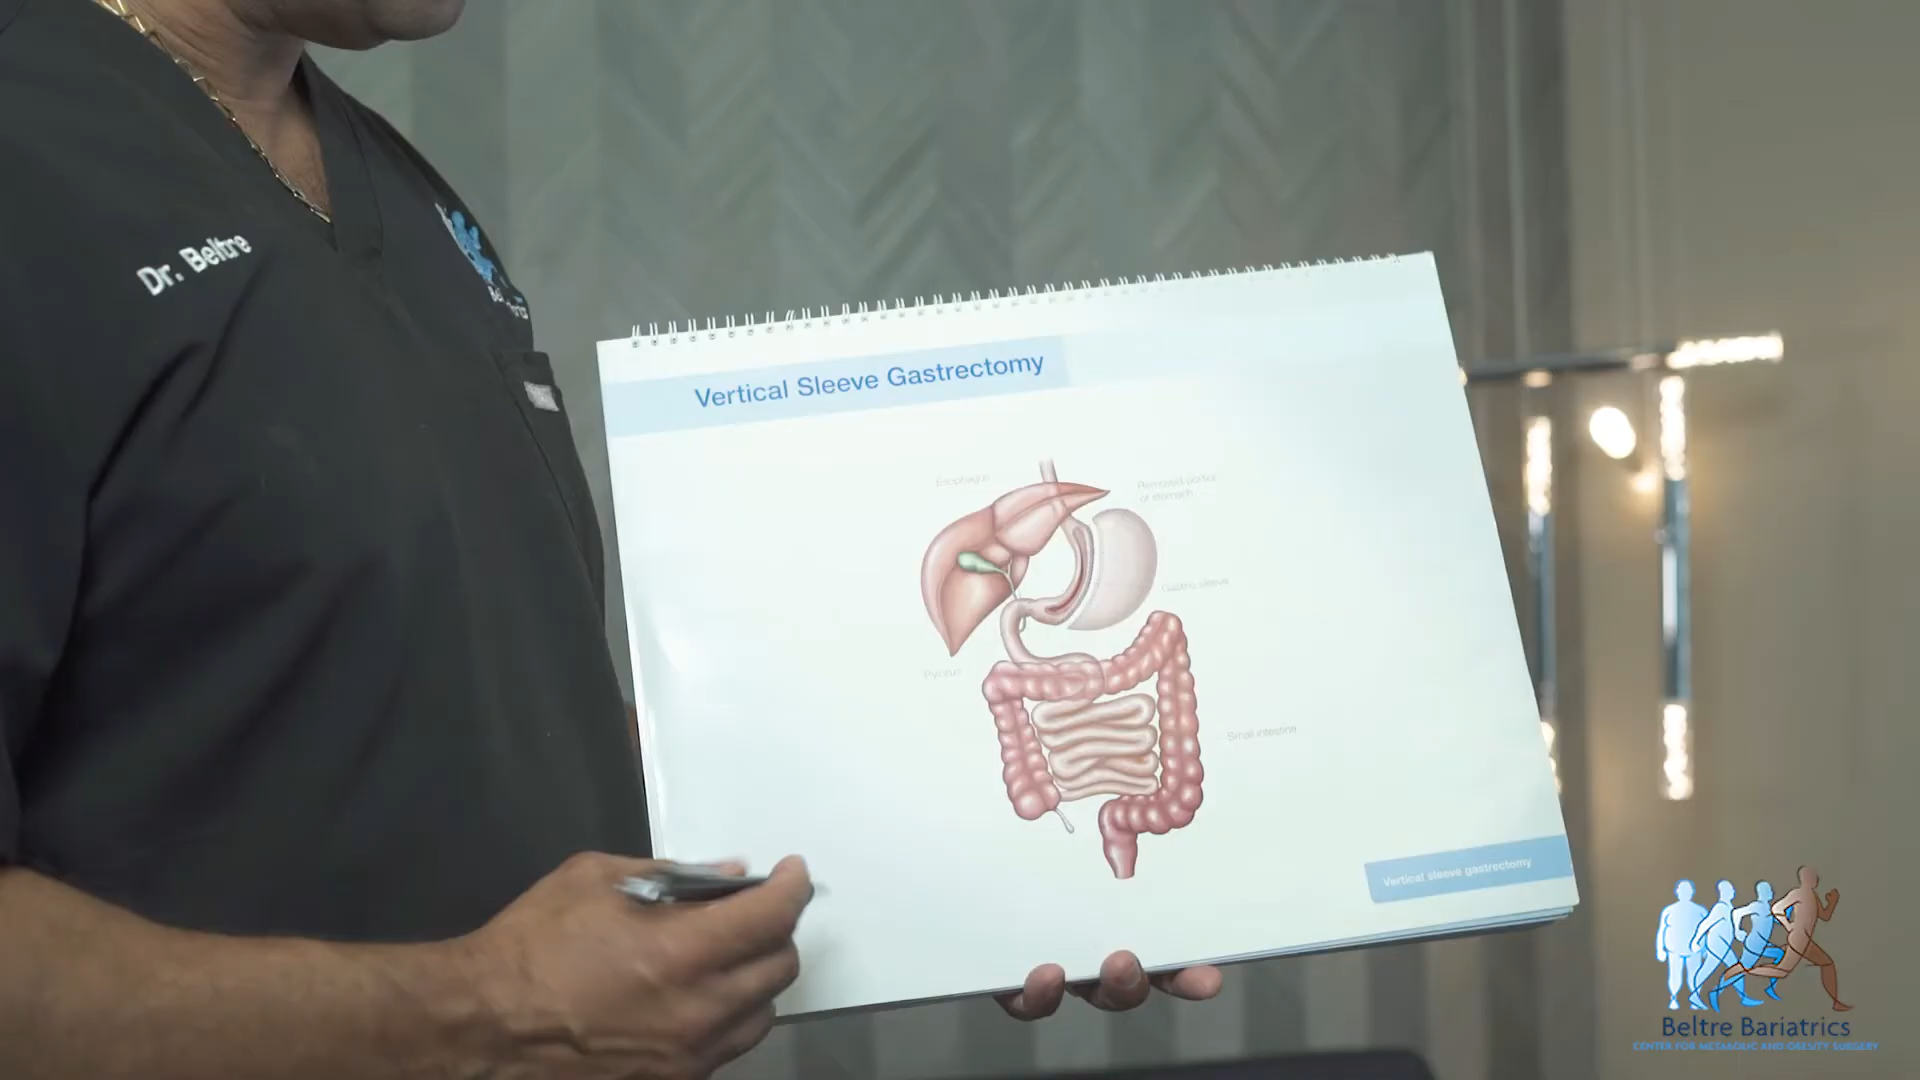 Dr. Beltre
Vertical Sleeve Gastrectomy
Esophagus
Removed portion
of stomach
Gastric sleeve
Pylorus
Small intestine
Vertical sleeve gastrectomy
Beltre Bariatrics
CENTER FOR METABOLIC AND OBESITY SURGERY